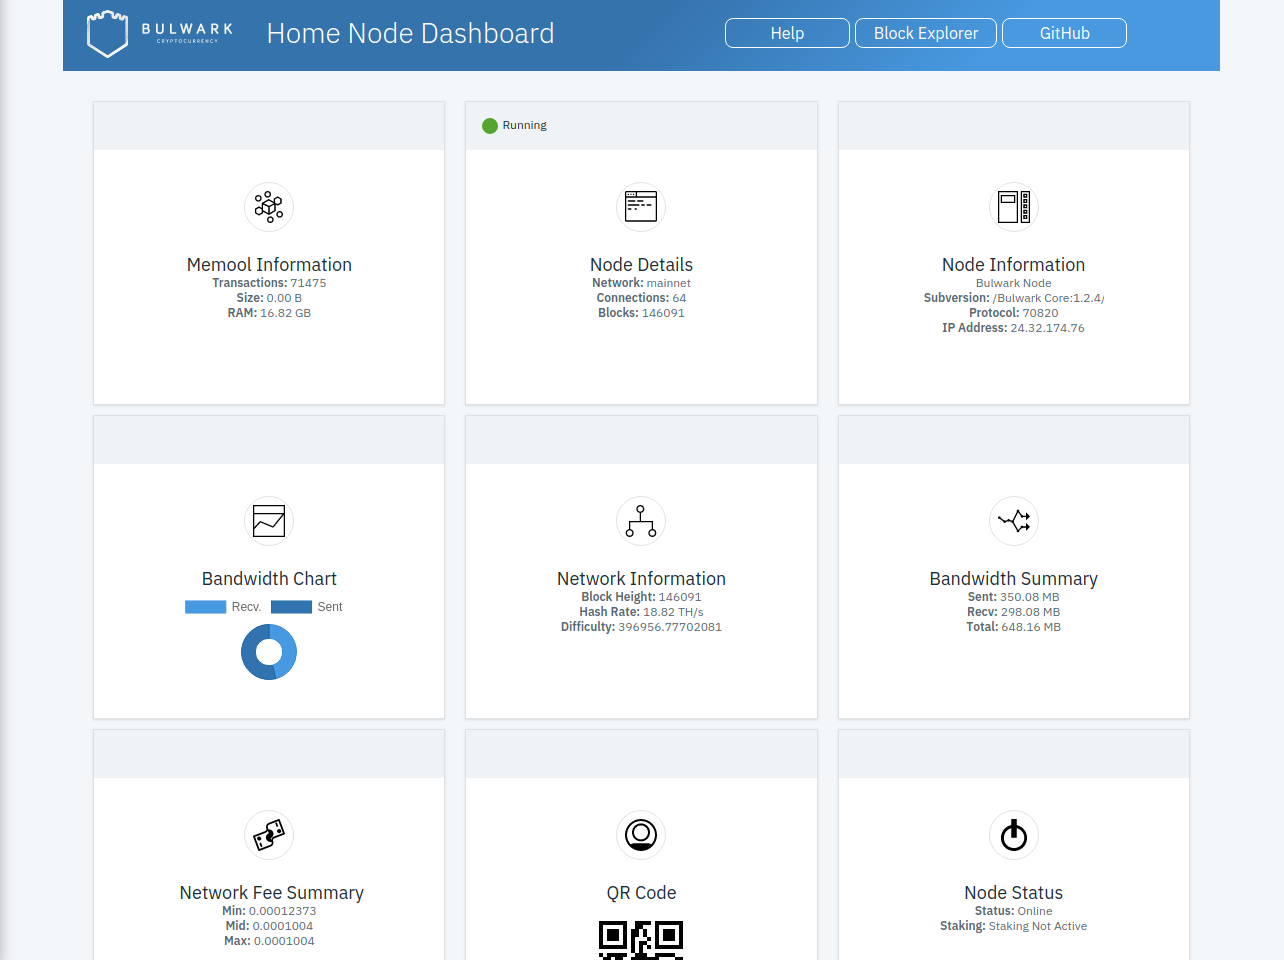 BULWARK
CRYPTOCURRENCY
Home Node Dashboard
Help
Block Explorer
GitHub
Running
Memool Information
Transactions: 71475
Size: 0.00 B
RAM: 16.82 GB
Node Details
Network: mainnet
Connections: 64
Blocks: 146091
Node Information
Bulwark Node
Subversion: /Bulwark Core:1.2.4/
Protocol: 70820
IP Address: 24.32.174.76
Bandwidth Chart
Recv.
Sent
Network Information
Block Height: 146091
Hash Rate: 18.82 TH/s
Difficulty: 396956.77702081
Bandwidth Summary
Sent: 350.08 MB
Recv: 298.08 MB
Total: 648.16 MB
Network Fee Summary
Min: 0.00012373
Mid: 0.0001004
Max: 0.0001004
QR Code
Node Status
Status: Online
Staking: Staking Not Active